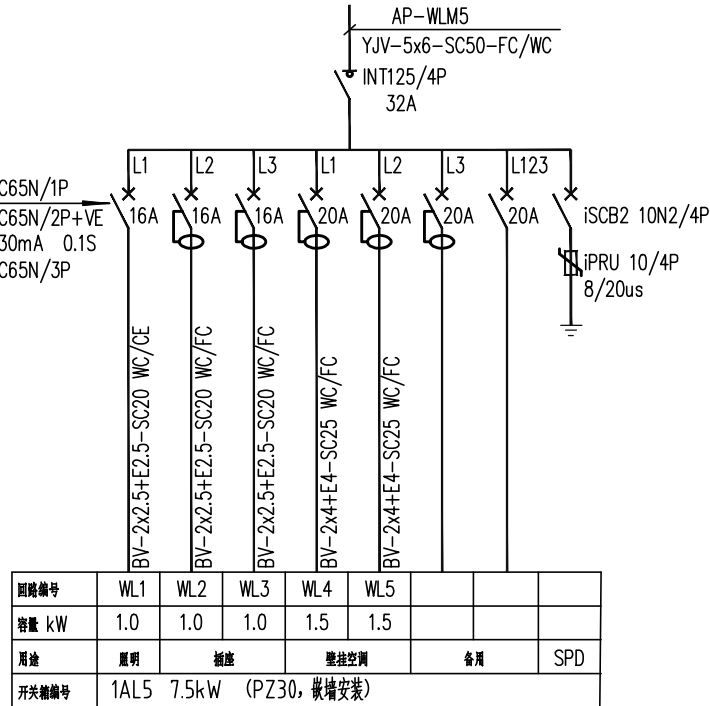 AP-WLM5
YJV-5x6-SC50-FC/WC
INT125/4P
32A
L1 L2 L3 L1 L2 L3 L123
C65N/1P
C65N/2P+VE
30mA 0.1S
C65N/3P
16A 16A 16A 20A 20A 20A 20A
iSCB2 10N2/4P
iPRU 10/4P
8/20us
BV-2x2.5+E2.5-SC20 WC/CE
BV-2x2.5+E2.5-SC20 WC/FC
BV-2x2.5+E2.5-SC20 WC/FC
BV-2x4+E4-SC25 WC/FC
BV-2x4+E4-SC25 WC/FC
回路编号 WL1 WL2 WL3 WL4 WL5
容量 kW 1.0 1.0 1.0 1.5 1.5
用途 照明 插座 壁挂空调 备用 SPD
开关箱编号 1AL5 7.5kW (PZ30，嵌墙安装)